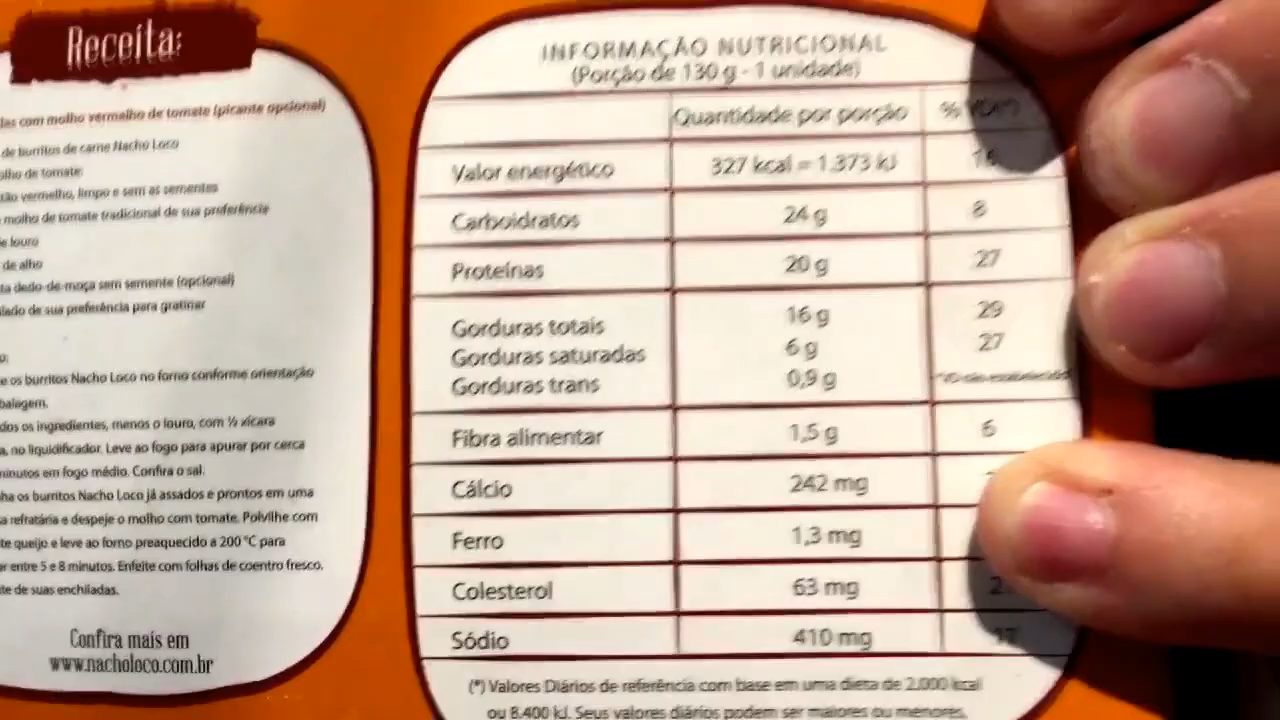 Receita:
das com molho vermelho de tomate (picante opcional)
de burritos de carne Nacho Loco
olho de tomate
tão vermelho, limpo e sem as sementes
molho de tomate tradicional de sua preferência
e louro
de alho
ta dedo-de-moça sem semente (opcional)
lado de sua preferência para gratinar
o:
e os burritos Nacho Loco no forno conforme orientação
balagem.
dos os ingredientes, menos o louro, com ½ xícara
a, no liquidificador. Leve ao fogo para apurar por cerca
minutos em fogo médio. Confira o sal.
ha os burritos Nacho Loco já assados e prontos em uma
a refratária e despeje o molho com tomate. Polvilhe com
te queijo e leve ao forno preaquecido a 200 °C para
ar entre 5 e 8 minutos. Enfeite com folhas de coentro fresco.
te de suas enchiladas.
Confira mais em
www.nacholoco.com.br
INFORMAÇÃO NUTRICIONAL
(Porção de 130 g - 1 unidade)
Quantidade por porção % VD(*)
Valor energético 327 kcal = 1.373 kJ 16
Carboidratos 24 g 8
Proteínas 20 g 27
Gorduras totais 16 g 29
Gorduras saturadas 6 g 27
Gorduras trans 0,9 g
Fibra alimentar 1,5 g 6
Cálcio 242 mg
Ferro 1,3 mg
Colesterol 63 mg 2
Sódio 410 mg 17
(*) Valores Diários de referência com base em uma dieta de 2.000 kcal
ou 8.400 kJ. Seus valores diários podem ser maiores ou menores,